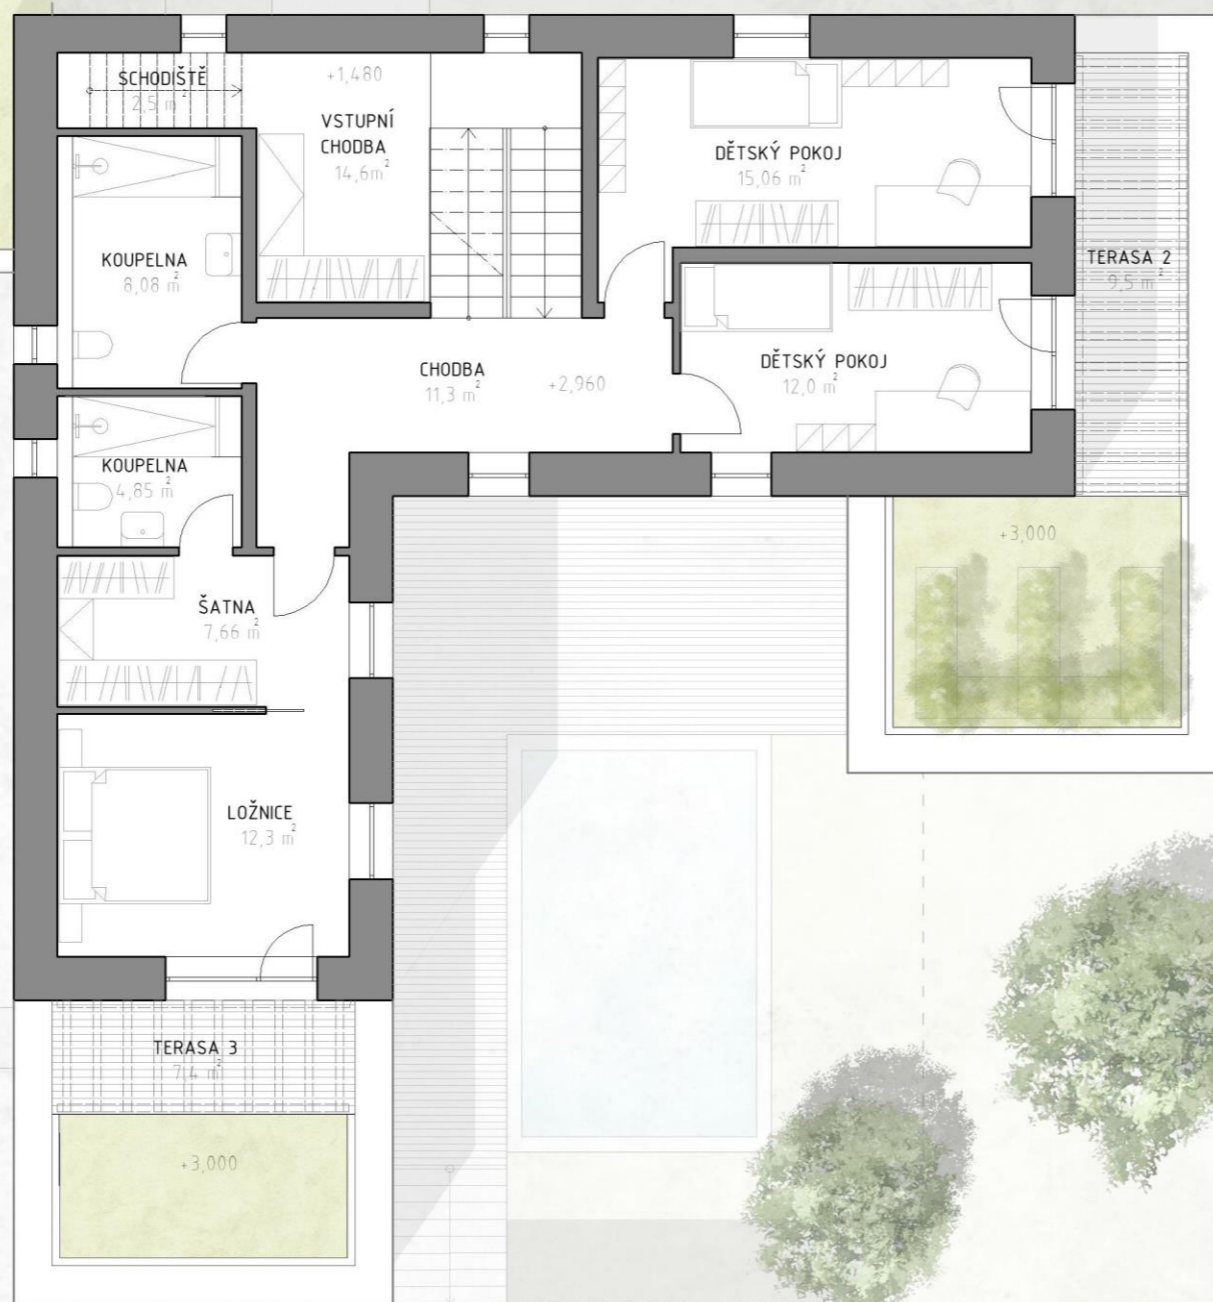 SCHODIŠTĚ
2,5 m²
+1,480
VSTUPNÍ
CHODBA
14,6m²
DĚTSKÝ POKOJ
15,06 m²
KOUPELNA
8,08 m²
TERASA 2
9,5 m²
CHODBA
11,3 m²
+2,960
DĚTSKÝ POKOJ
12,0 m²
KOUPELNA
4,85 m²
+3,000
ŠATNA
7,66 m²
LOŽNICE
12,3 m²
TERASA 3
7,4 m²
+3,000